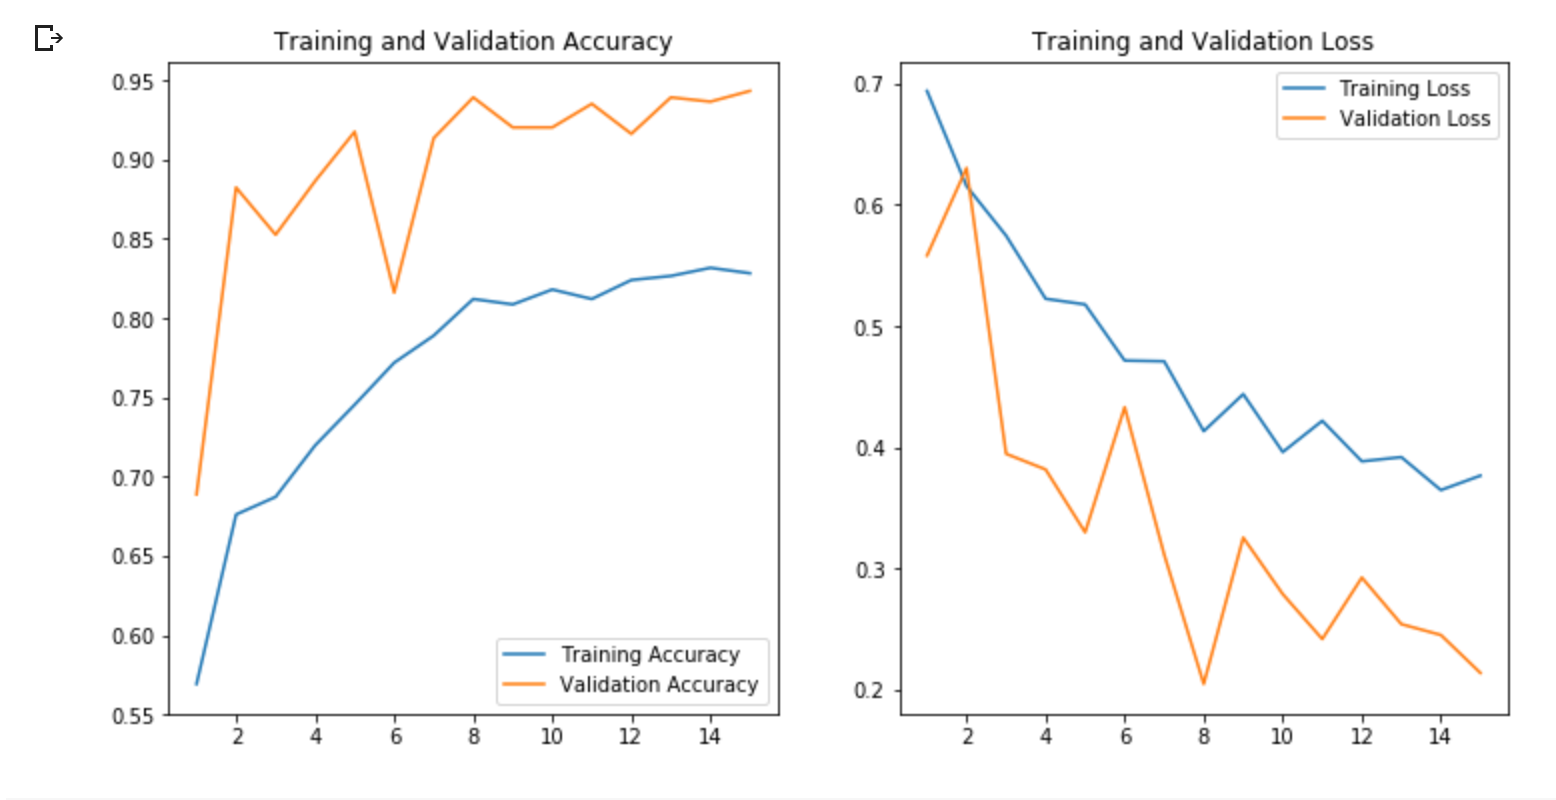 Training and Validation Accuracy
0.95
0.90
0.85
0.80
0.75
0.70
0.65
0.60
0.55
Training Accuracy
Validation Accuracy
2 4 6 8 10 12 14
Training and Validation Loss
0.7
0.6
0.5
0.4
0.3
0.2
Training Loss
Validation Loss
2 4 6 8 10 12 14